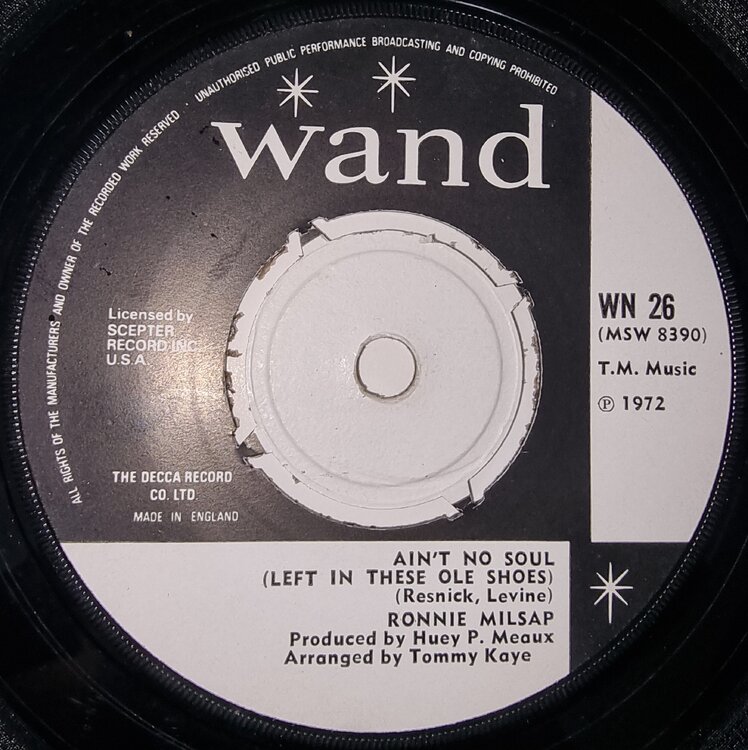 ALL RIGHTS OF THE MANUFACTURERS AND OWNER OF THE RECORDED WORK RESERVED · UNAUTHORISED PUBLIC PERFORMANCE BROADCASTING AND COPYING PROHIBITED
wand
Licensed by
SCEPTER
RECORD INC.
U.S.A.
WN 26
(MSW 8390)
T.M. Music
℗ 1972
THE DECCA RECORD
CO. LTD.
MADE IN ENGLAND
AIN'T NO SOUL
(LEFT IN THESE OLE SHOES)
(Resnick, Levine)
RONNIE MILSAP
Produced by Huey P. Meaux
Arranged by Tommy Kaye